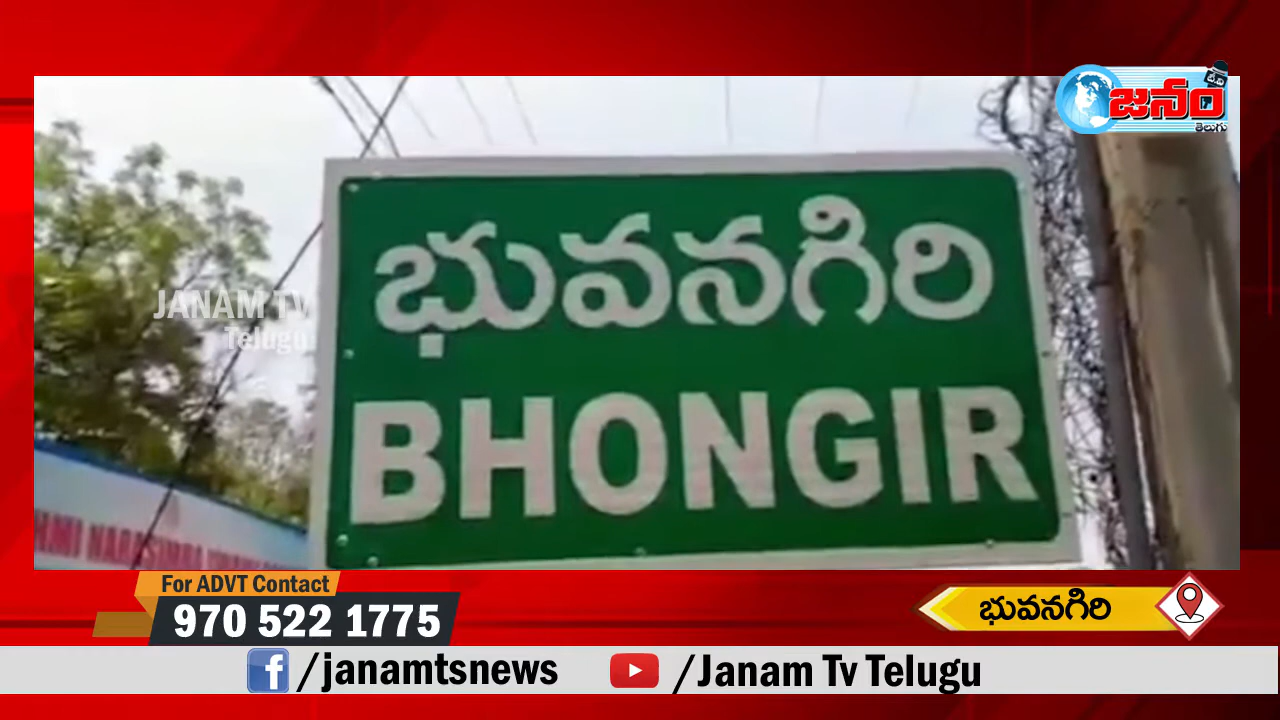 జనం
టీవీ
తెలుగు
భువనగిరి
BHONGIR
JANAM TV
Telugu
For ADVT Contact
970 522 1775
భువనగిరి
/janamtsnews
/Janam Tv Telugu